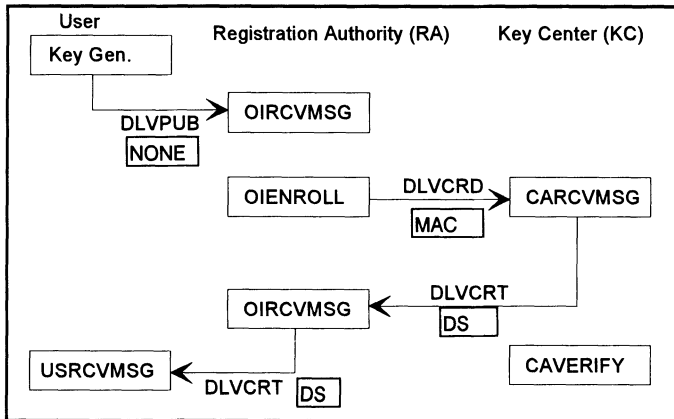 User
Registration Authority (RA)
Key Center (KC)
Key Gen.
DLVPUB
NONE
OIRCVMSG
OIENROLL
DLVCRD
MAC
CARCVMSG
OIRCVMSG
DLVCRT
DS
USRCVMSG
DLVCRT
DS
CAVERIFY